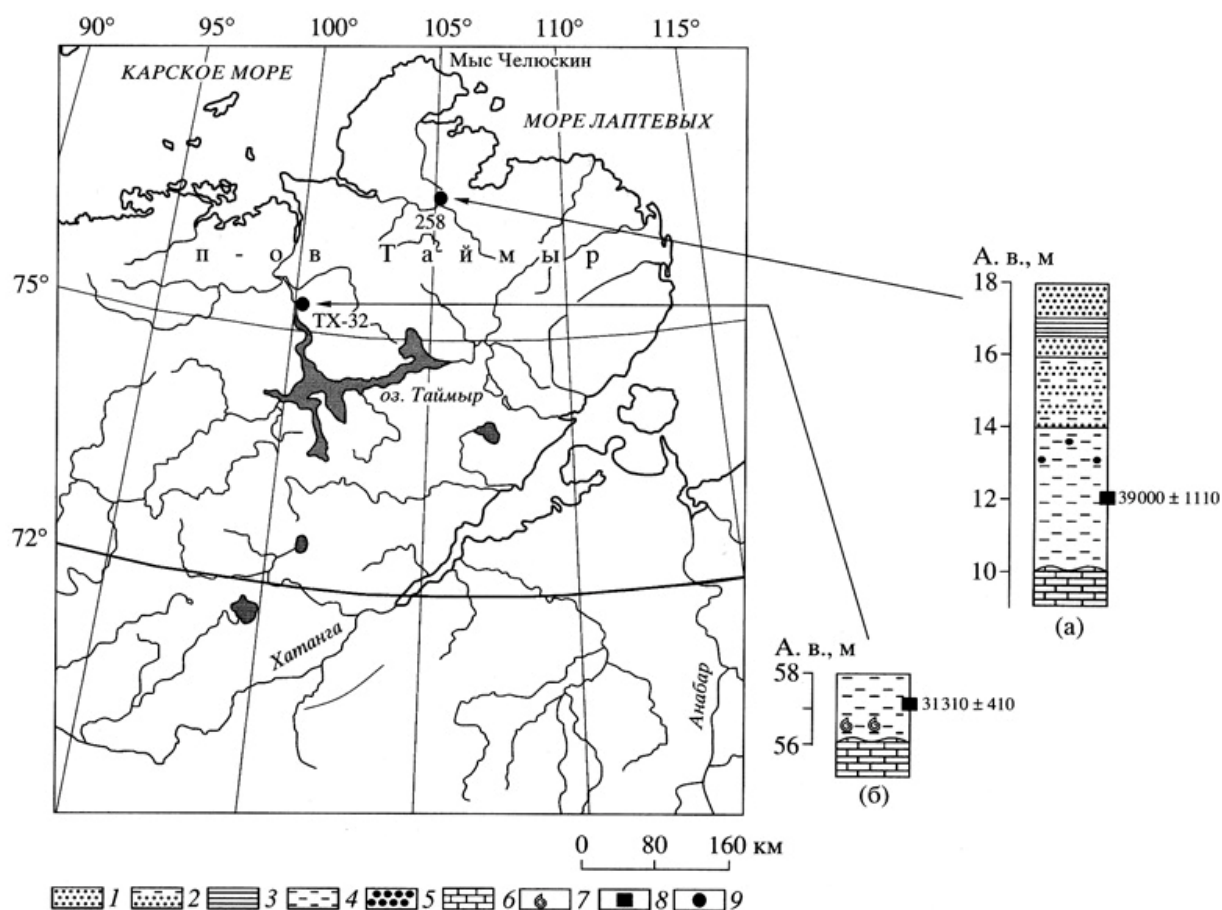 90° 95° 100° 105° 110° 115°
Мыс Челюскин
КАРСКОЕ МОРЕ
МОРЕ ЛАПТЕВЫХ
258
п-ов Таймыр
75°
ТХ-32
оз. Таймыр
72°
Хатанга
Анабар
А. в., м
18
16
14
12
39000 ± 1110
10
(а)
А. в., м
58
31310 ± 410
56
(б)
0 80 160 км
1 2 3 4 5 6 7 8 9